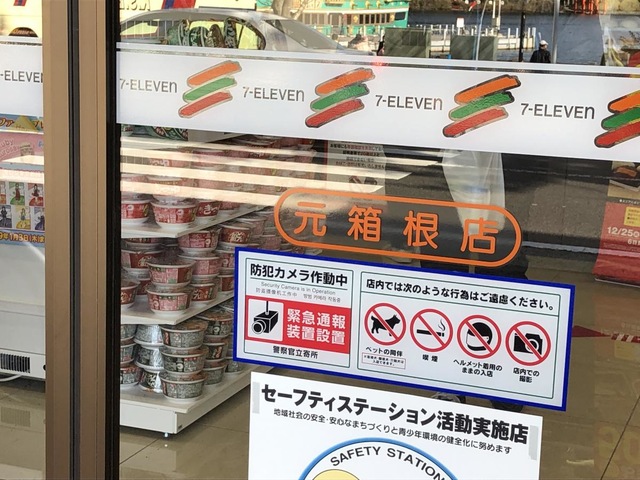 7-ELEVEn 7-ELEVEn 7-ELEVEn 7-ELEVEn
元箱根店
防犯カメラ作動中
Security Camera is in Operation
緊急通報
装置設置
警察官立寄所
店内では次のような行為はご遠慮ください。
ペットの同伴
喫煙
ヘルメット着用の
ままの入店
店内での
撮影
セーフティステーション活動実施店
地域社会の安全・安心なまちづくりと青少年環境の健全化に努めます
SAFETY STATION
12/25